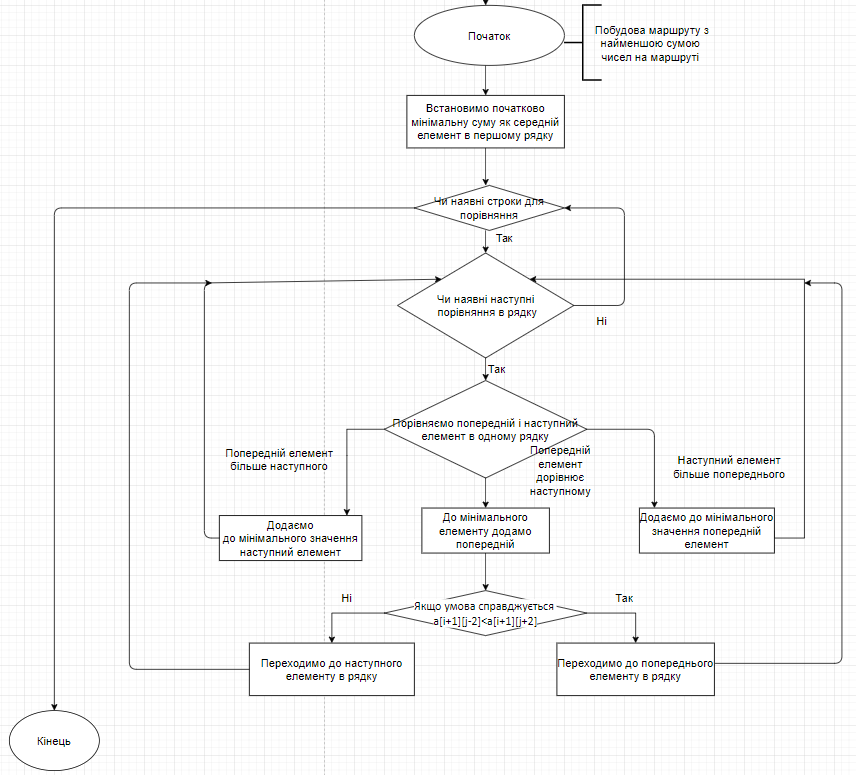 Початок
Побудова маршруту з
найменшою сумою
чисел на маршруті
Встановимо початково
мінімальну суму як середній
елемент в першому рядку
Чи наявні строки для
порівняння
Так
Чи наявні наступні
порівняння в рядку
Ні
Так
Порівняємо попередній і наступний
елемент в одному рядку
Попередній елемент
більше наступного
Попередній
елемент
дорівнює
наступному
Наступний елемент
більше попереднього
Додаємо
до мінімального значення
наступний елемент
До мінімального
елементу додамо
попередній
Додаємо до мінімального
значення попередній
елемент
Ні
Якщо умова справджується
a[i+1][j-2]<a[i+1][j+2]
Так
Переходимо до наступного
елементу в рядку
Переходимо до попереднього
елементу в рядку
Кінець